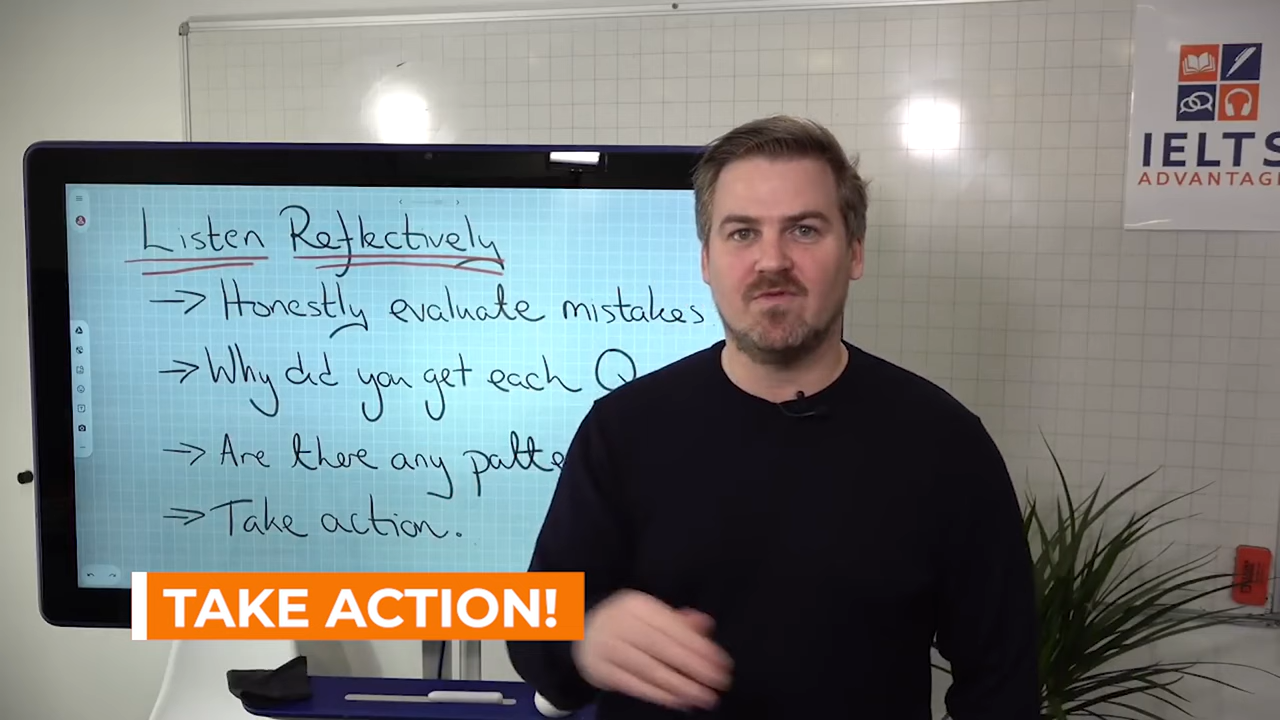 Listen Reflectively
→ Honestly evaluate mistakes.
→ Why did you get each Q
→ Are there any patte
→ Take action.
TAKE ACTION!
IELTS
ADVANTAGE